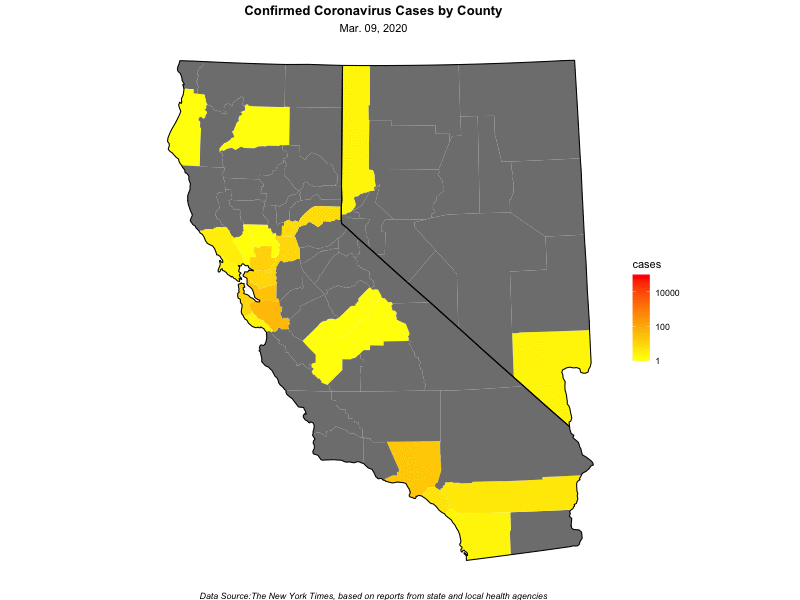 Confirmed Coronavirus Cases by County
Mar. 09, 2020
cases
10000
100
1
Data Source:The New York Times, based on reports from state and local health agencies